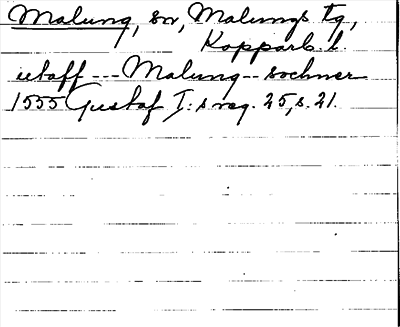 Malung, sn, Malungs tg,
Kopparb. l.
utaff --- Malung -- sochner
1555 Gustaf I:s reg. 25, s. 21.